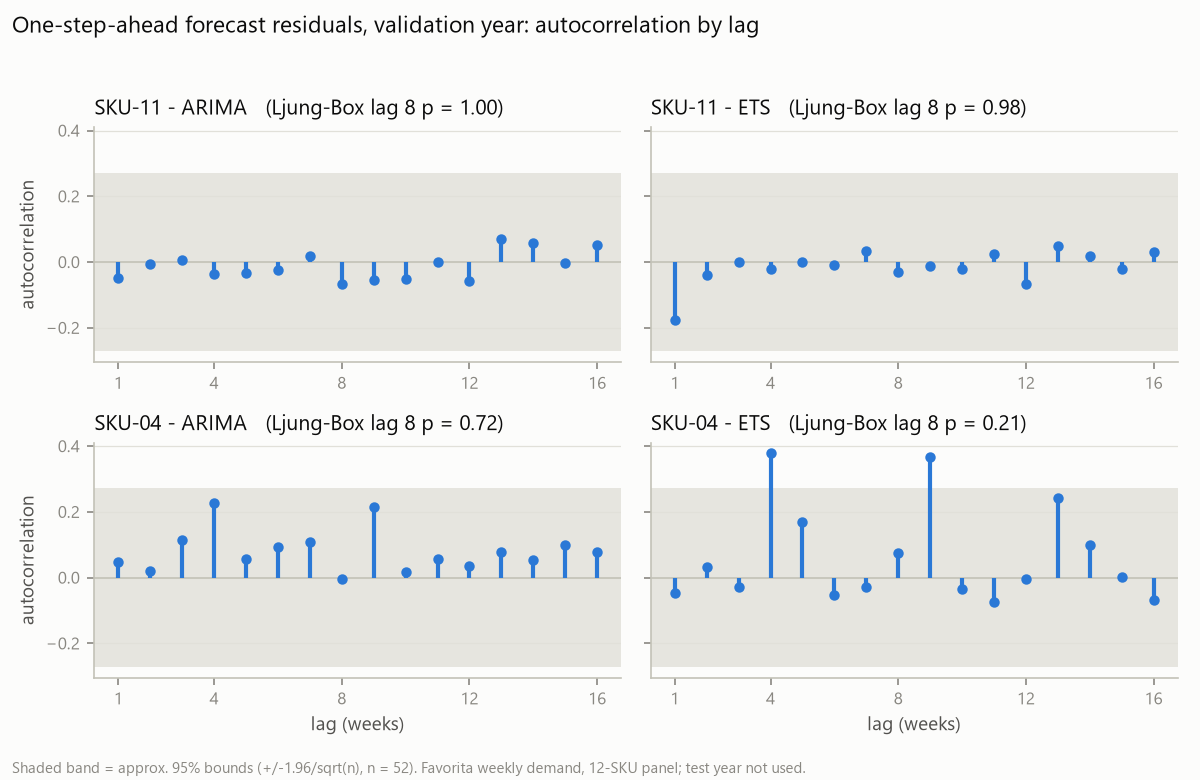 One-step-ahead forecast residuals, validation year: autocorrelation by lag
SKU-11 - ARIMA (Ljung-Box lag 8 p = 1.00)
SKU-11 - ETS (Ljung-Box lag 8 p = 0.98)
autocorrelation
0.4
0.2
0.0
−0.2
1 4 8 12 16
1 4 8 12 16
SKU-04 - ARIMA (Ljung-Box lag 8 p = 0.72)
SKU-04 - ETS (Ljung-Box lag 8 p = 0.21)
autocorrelation
0.4
0.2
0.0
−0.2
1 4 8 12 16
1 4 8 12 16
lag (weeks)
lag (weeks)
Shaded band = approx. 95% bounds (+/-1.96/sqrt(n), n = 52). Favorita weekly demand, 12-SKU panel; test year not used.